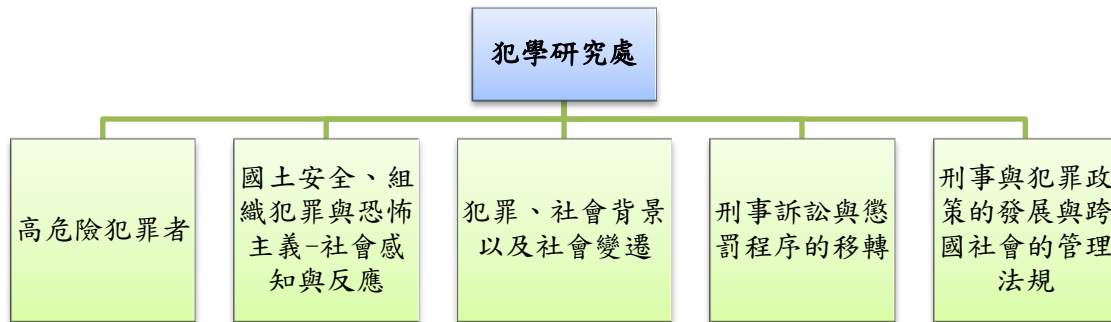 犯學研究處
高危險犯罪者
國土安全、組
織犯罪與恐怖
主義-社會感
知與反應
犯罪、社會背景
以及社會變遷
刑事訴訟與懲
罰程序的移轉
刑事與犯罪政
策的發展與跨
國社會的管理
法規